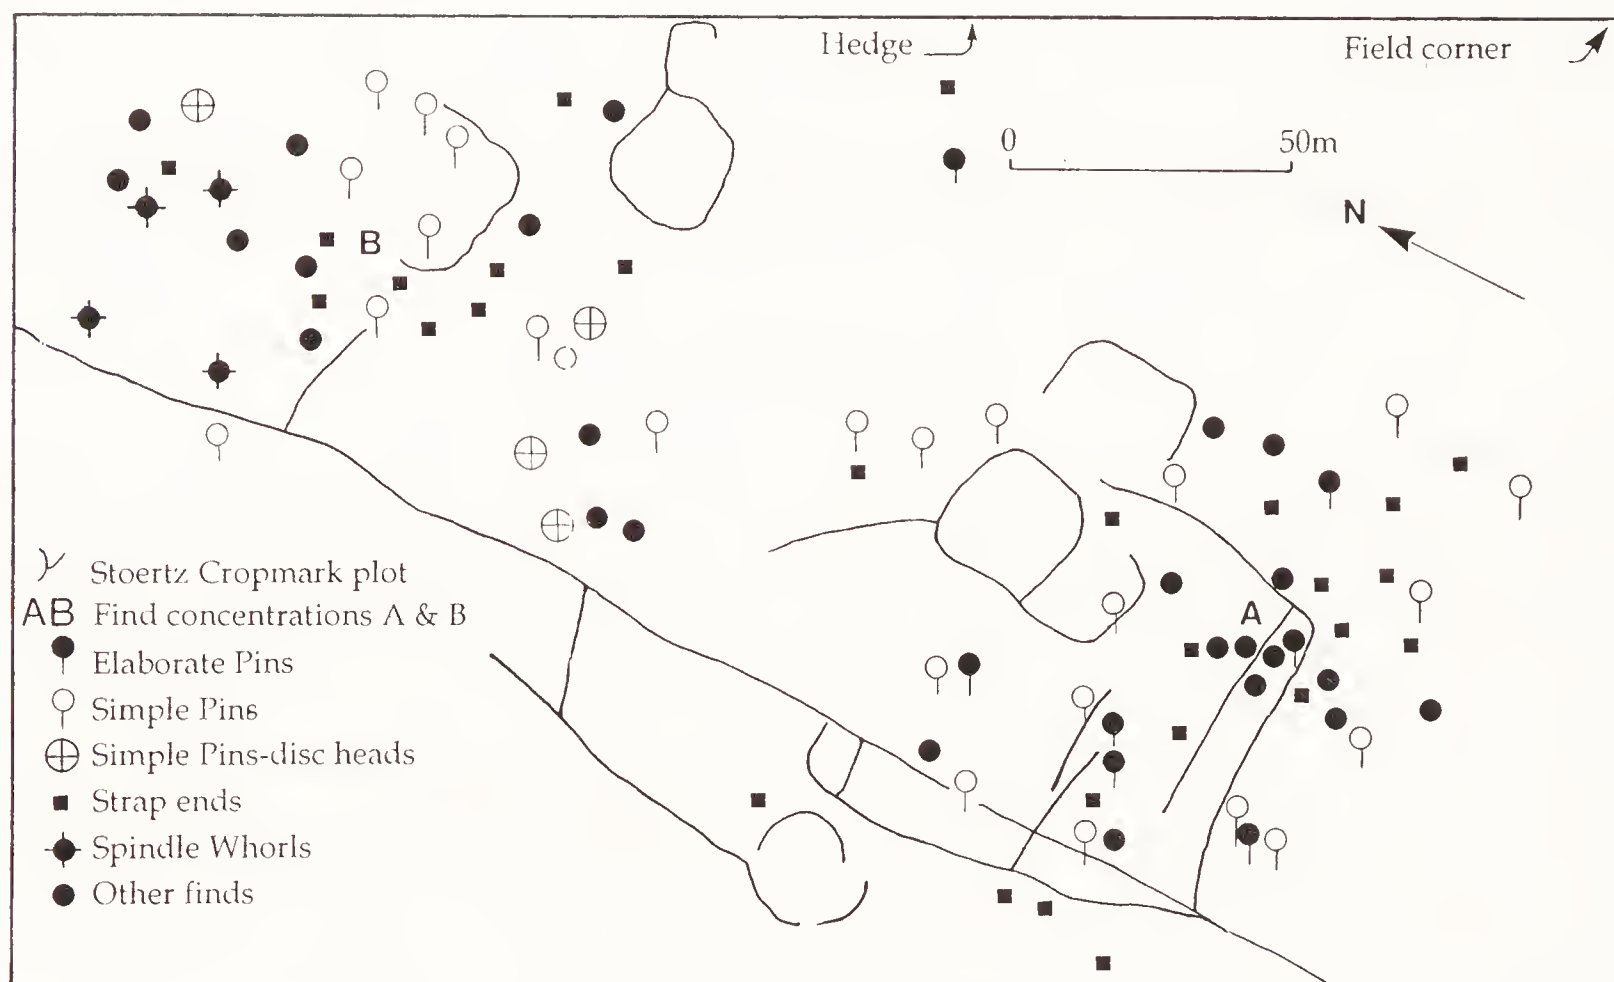 Hedge
Field corner
0 50m
N
B
A
Stoertz Cropmark plot
AB Find concentrations A & B
Elaborate Pins
Simple Pins
Simple Pins-disc heads
Strap ends
Spindle Whorls
Other finds